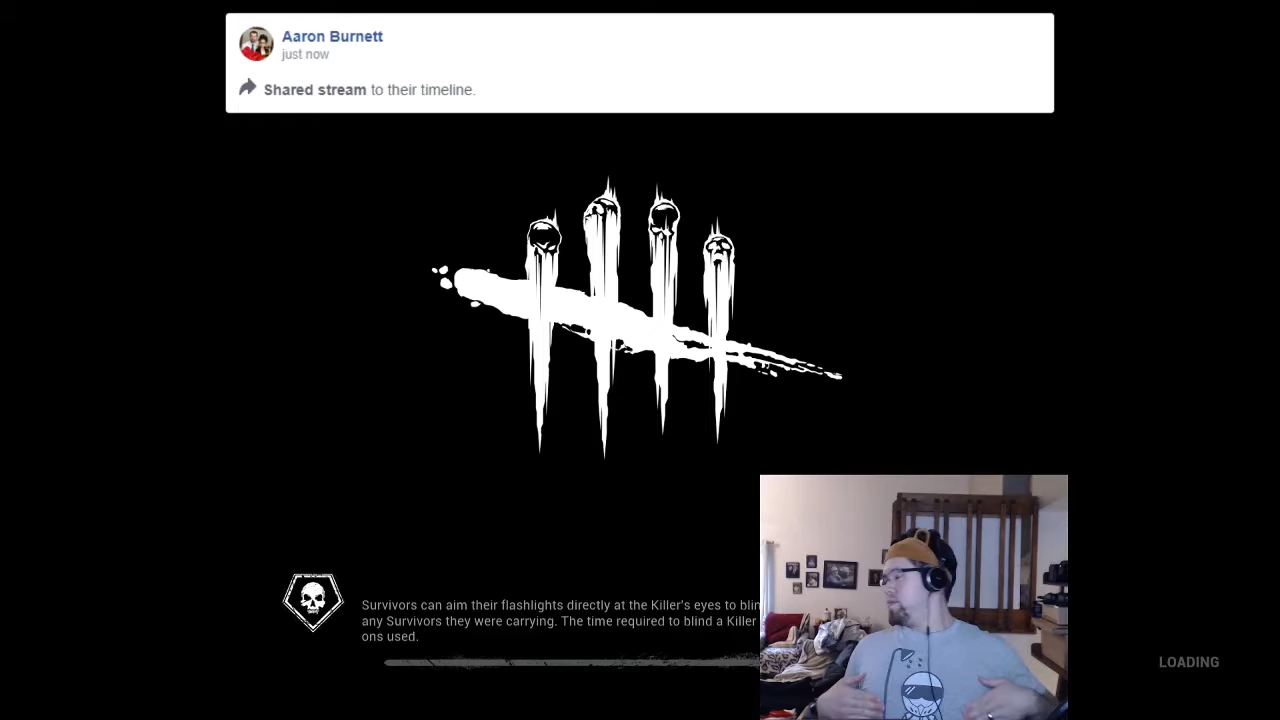 Aaron Burnett
just now
Shared stream to their timeline.
Survivors can aim their flashlights directly at the Killer's eyes to
any Survivors they were carrying. The time required to blind a Killer
ons used.
LOADING